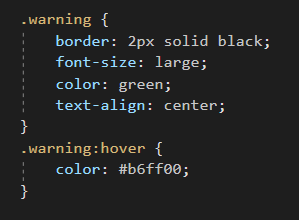 .warning {
    border: 2px solid black;
    font-size: large;
    color: green;
    text-align: center;
}
.warning:hover {
    color: #b6ff00;
}